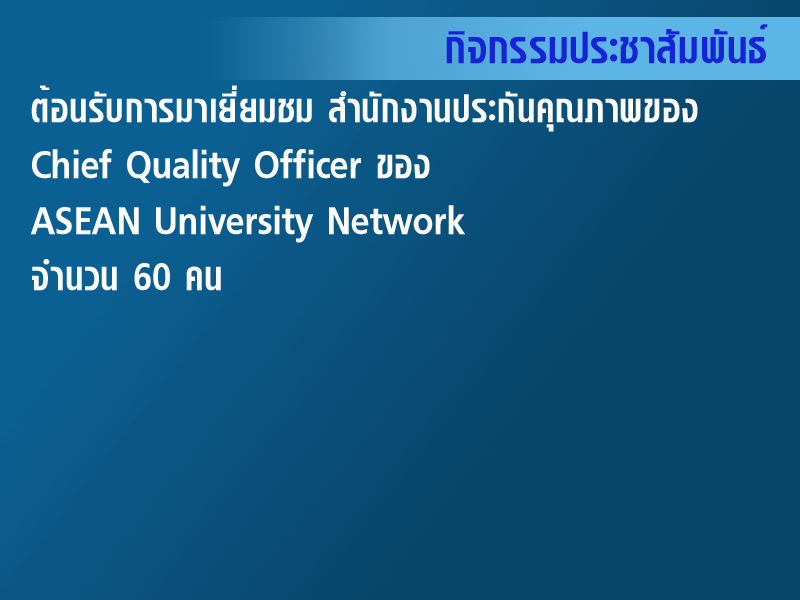 กิจกรรมประชาสัมพันธ์
ต้อนรับการมาเยี่ยมชม สำนักงานประกันคุณภาพของ
Chief Quality Officer ของ
ASEAN University Network
จำนวน 60 คน